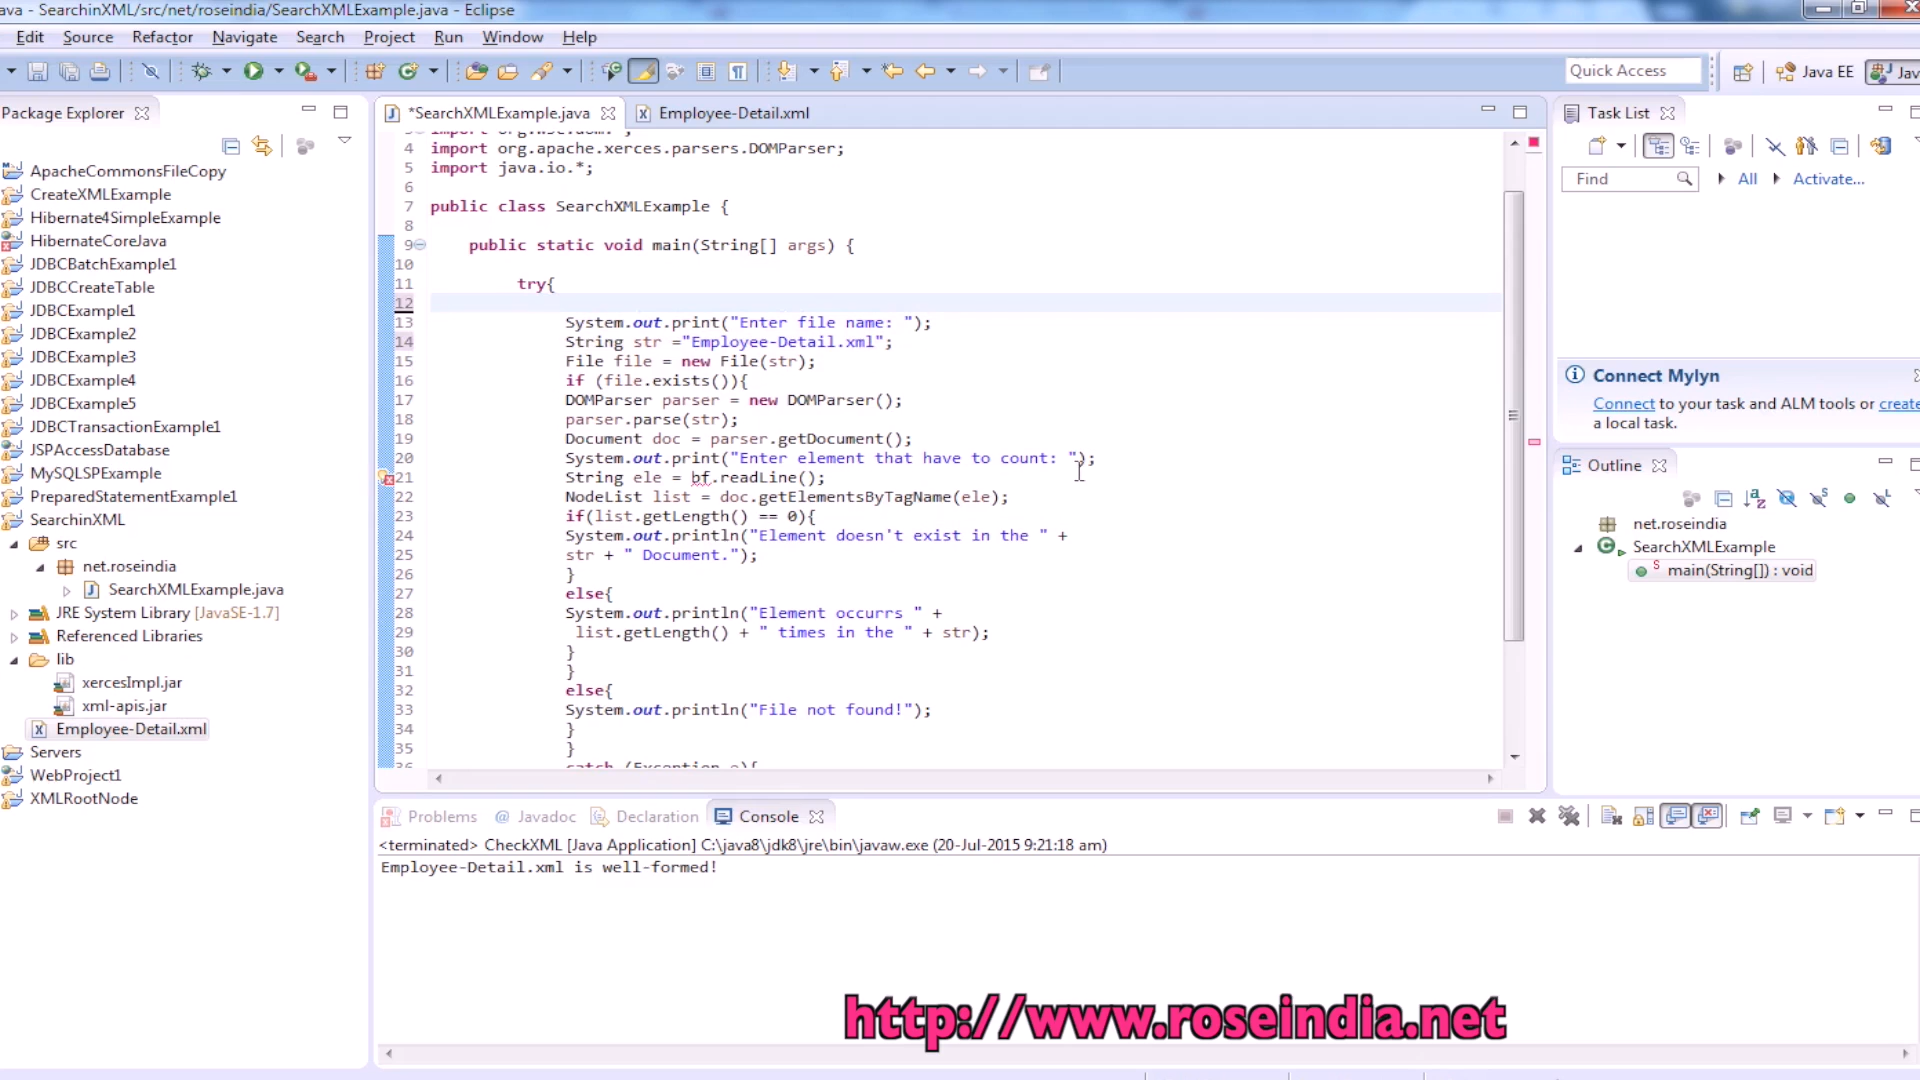 ava - SearchinXML/src/net/roseindia/SearchXMLExample.java - Eclipse
Edit Source Refactor Navigate Search Project Run Window Help
Quick Access
Java EE
Package Explorer
ApacheCommonsFileCopy
CreateXMLExample
Hibernate4SimpleExample
HibernateCoreJava
JDBCBatchExample1
JDBCCreateTable
JDBCExample1
JDBCExample2
JDBCExample3
JDBCExample4
JDBCExample5
JDBCTransactionExample1
JSPAccessDatabase
MySQLSPExample
PreparedStatementExample1
SearchinXML
src
net.roseindia
SearchXMLExample.java
JRE System Library [JavaSE-1.7]
Referenced Libraries
lib
xercesImpl.jar
xml-apis.jar
Employee-Detail.xml
Servers
WebProject1
XMLRootNode
*SearchXMLExample.java Employee-Detail.xml
4 import org.apache.xerces.parsers.DOMParser;
5 import java.io.*;
6
7 public class SearchXMLExample {
8
9 public static void main(String[] args) {
10
11 try{
12
13 System.out.print("Enter file name: ");
14 String str ="Employee-Detail.xml";
15 File file = new File(str);
16 if (file.exists()){
17 DOMParser parser = new DOMParser();
18 parser.parse(str);
19 Document doc = parser.getDocument();
20 System.out.print("Enter element that have to count: ");
21 String ele = bf.readLine();
22 NodeList list = doc.getElementsByTagName(ele);
23 if(list.getLength() == 0){
24 System.out.println("Element doesn't exist in the " +
25 str + " Document.");
26 }
27 else{
28 System.out.println("Element occurrs " +
29 list.getLength() + " times in the " + str);
30 }
31 }
32 else{
33 System.out.println("File not found!");
34 }
35 }
Task List
Find All Activate...
Connect Mylyn
Connect to your task and ALM tools or create
a local task.
Outline
net.roseindia
SearchXMLExample
S main(String[]) : void
Problems @ Javadoc Declaration Console
<terminated> CheckXML [Java Application] C:\java8\jdk8\jre\bin\javaw.exe (20-Jul-2015 9:21:18 am)
Employee-Detail.xml is well-formed!
http://www.roseindia.net